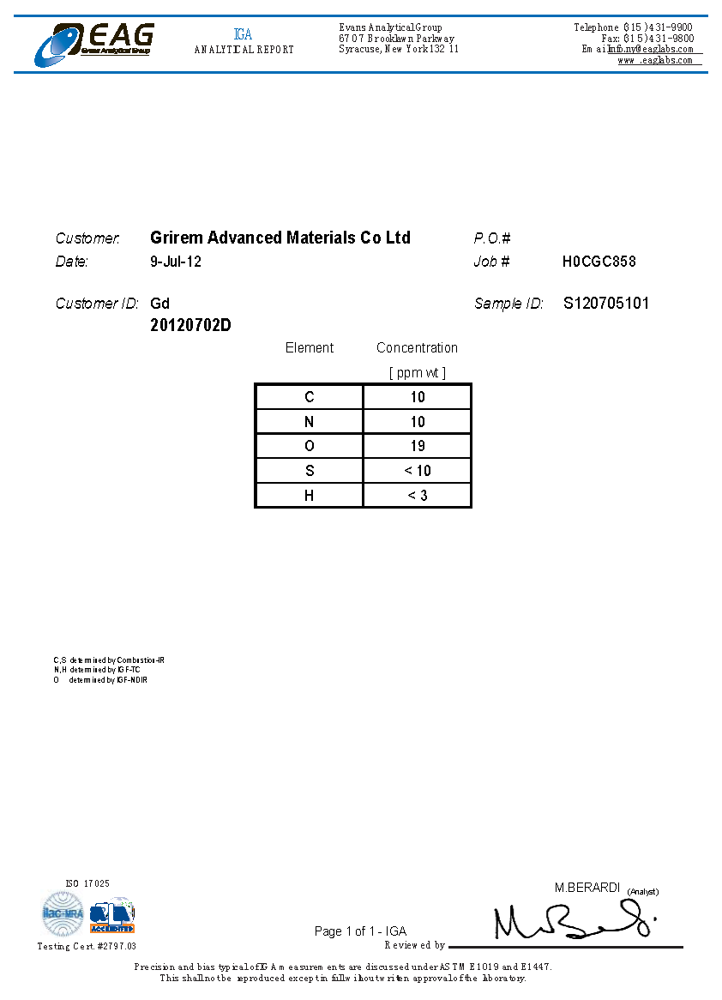 EAG
Evans Analytical Group
IGA
ANALYTICAL REPORT
Evans Analytical Group
6707 Brooklawn Parkway
Syracuse, New York 13211
Telephone (315) 431-9900
Fax: (315) 431-9800
Email info.ny@eaglabs.com
www.eaglabs.com
Customer: Grirem Advanced Materials Co Ltd P.O.#
Date: 9-Jul-12 Job # H0CGC858
Customer ID: Gd Sample ID: S120705101
20120702D
Element Concentration
[ ppm wt ]
C 10
N 10
O 19
S < 10
H < 3
C,S determined by Combustion-IR
N,H determined by IGF-TC
O determined by IGF-NDIR
ISO 17025
ilac-MRA
A2LA
ACCREDITED
Testing Cert. #2797.03
M.BERARDI (Analyst)
Page 1 of 1 - IGA
Reviewed by
Precision and bias typical of IGA measurements are discussed under ASTM E1019 and E1447.
This shall not be reproduced except in full without written approval of the laboratory.